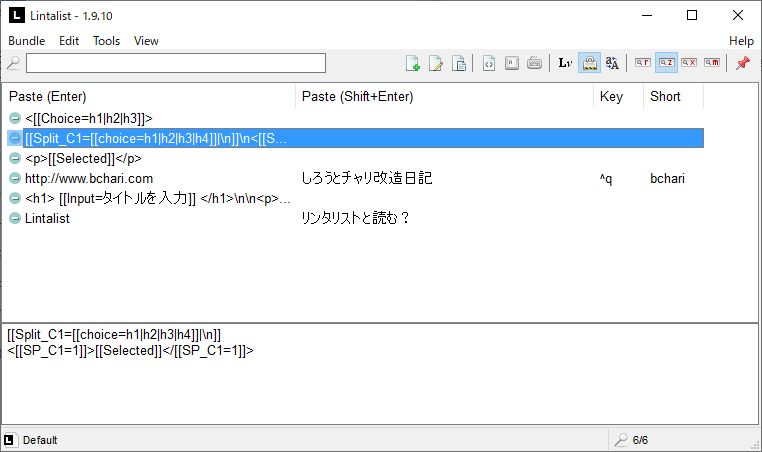 Lintalist - 1.9.10
Bundle Edit Tools View Help
Lv
Paste (Enter) Paste (Shift+Enter) Key Short
<[[Choice=h1|h2|h3]]>
[[Split_C1=[[choice=h1|h2|h3|h4]]|\n]]\n<[[S...
<p>[[Selected]]</p>
http://www.bchari.com しろうとチャリ改造日記 ^q bchari
<h1> [[Input=タイトルを入力]] </h1>\n\n<p>...
Lintalist リンタリストと読む？
[[Split_C1=[[choice=h1|h2|h3|h4]]|\n]]
<[[SP_C1=1]]>[[Selected]]</[[SP_C1=1]]>
Default 6/6